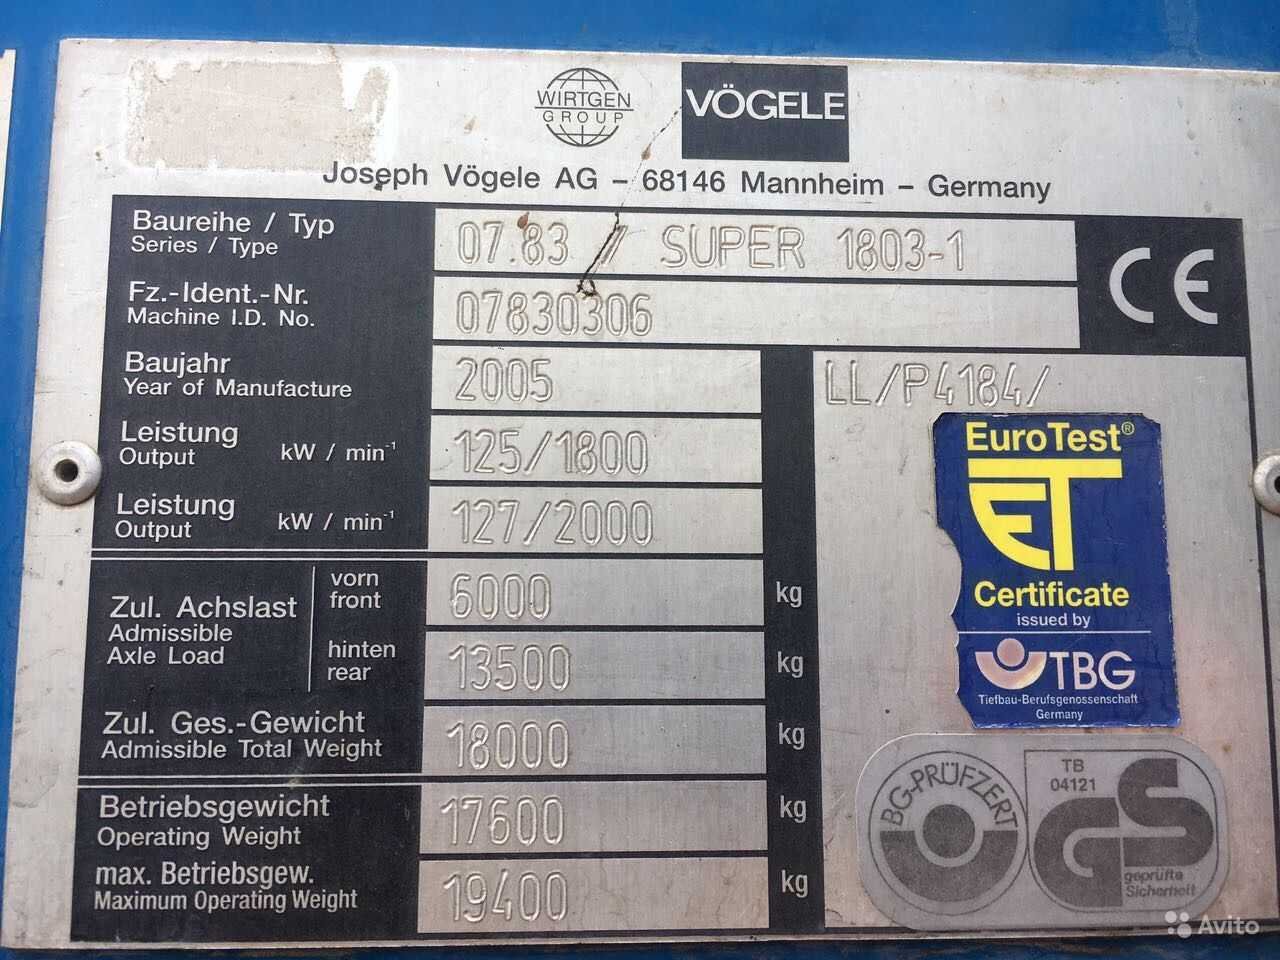 WIRTGEN
GROUP
VÖGELE
Joseph Vögele AG – 68146 Mannheim – Germany
Baureihe / Typ
Series / Type
07.83 / SUPER 1803-1
CE
Fz.-Ident.-Nr.
Machine I.D. No.
07830306
Baujahr
Year of Manufacture
2005
LL/P4184/
Leistung
Output
kW / min⁻¹
125/1800
Leistung
Output
kW / min⁻¹
127/2000
Zul. Achslast
Admissible
Axle Load
vorn
front
6000
kg
hinten
rear
13500
kg
Zul. Ges.-Gewicht
Admissible Total Weight
18000
kg
Betriebsgewicht
Operating Weight
17600
kg
max. Betriebsgew.
Maximum Operating Weight
19400
kg
EuroTest®
ET
Certificate
issued by
TBG
Tiefbau-Berufsgenossenschaft
Germany
BG-PRÜFZERT
TB
04121
GS
geprüfte
Sicherheit
Avito